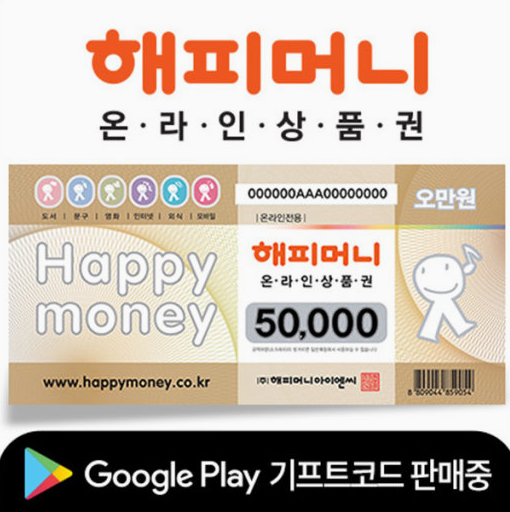 해피머니
온·라·인·상·품·권
000000AAA00000000
오만원
도서 | 문구 | 영화 | 인터넷 | 외식 | 모바일
|온라인전용|
Happy
money
해피머니
온·라·인·상·품·권
50,000
www.happymoney.co.kr
(주)해피머니아이엔씨
8 809044 859054
Google Play 기프트코드 판매중